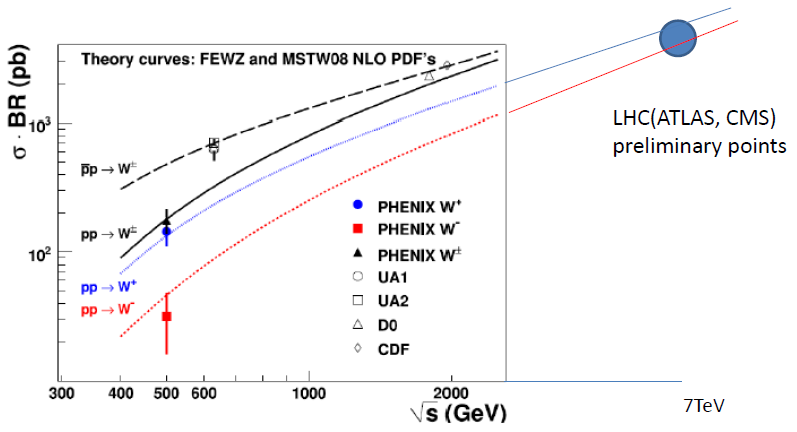 Theory curves: FEWZ and MSTW08 NLO PDF's
σ · BR (pb)
10³
10²
p̅p → W±
pp → W±
pp → W⁺
pp → W⁻
PHENIX W⁺
PHENIX W⁻
PHENIX W±
UA1
UA2
D0
CDF
300 400 500 600 1000 2000
√s (GeV)
LHC(ATLAS, CMS)
preliminary points
7TeV